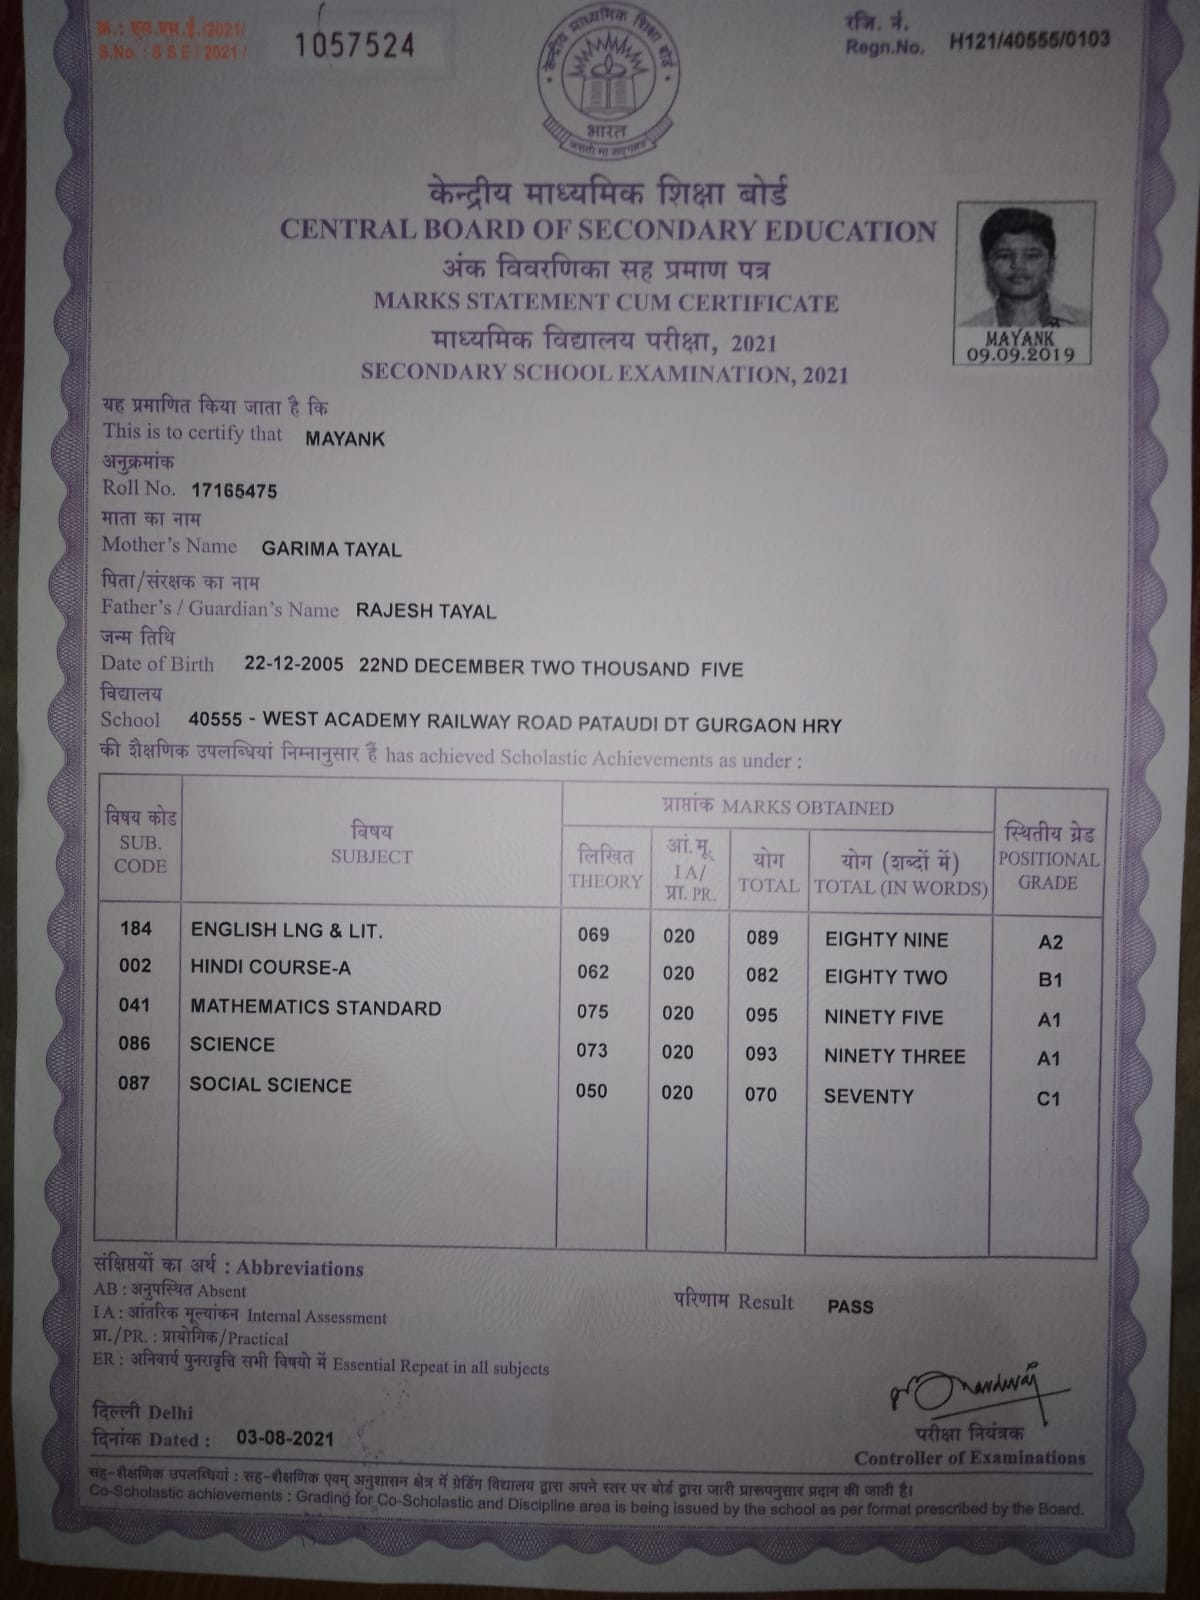 क्र.: एस.एस.ई./2021/
S.No. : S S E / 2021 /
1057524
रजि. नं.
Regn.No. H121/40555/0103
केन्द्रीय माध्यमिक शिक्षा बोर्ड
भारत
केन्द्रीय माध्यमिक शिक्षा बोर्ड
CENTRAL BOARD OF SECONDARY EDUCATION
अंक विवरणिका सह प्रमाण पत्र
MARKS STATEMENT CUM CERTIFICATE
माध्यमिक विद्यालय परीक्षा, 2021
SECONDARY SCHOOL EXAMINATION, 2021
MAYANK
09.09.2019
यह प्रमाणित किया जाता है कि
This is to certify that MAYANK
अनुक्रमांक
Roll No. 17165475
माता का नाम
Mother's Name GARIMA TAYAL
पिता/संरक्षक का नाम
Father's / Guardian's Name RAJESH TAYAL
जन्म तिथि
Date of Birth 22-12-2005 22ND DECEMBER TWO THOUSAND FIVE
विद्यालय
School 40555 - WEST ACADEMY RAILWAY ROAD PATAUDI DT GURGAON HRY
की शैक्षणिक उपलब्धियां निम्नानुसार हैं has achieved Scholastic Achievements as under :
विषय कोड
SUB.
CODE
विषय
SUBJECT
प्राप्तांक MARKS OBTAINED
लिखित
THEORY
आं.मू.
I A/
प्रा. PR.
योग
TOTAL
योग (शब्दों में)
TOTAL (IN WORDS)
स्थितीय ग्रेड
POSITIONAL
GRADE
184 ENGLISH LNG & LIT. 069 020 089 EIGHTY NINE A2
002 HINDI COURSE-A 062 020 082 EIGHTY TWO B1
041 MATHEMATICS STANDARD 075 020 095 NINETY FIVE A1
086 SCIENCE 073 020 093 NINETY THREE A1
087 SOCIAL SCIENCE 050 020 070 SEVENTY C1
संक्षिप्तियों का अर्थ : Abbreviations
AB : अनुपस्थित Absent
I A : आंतरिक मूल्यांकन Internal Assessment
प्रा./PR. : प्रायोगिक/Practical
ER : अनिवार्य पुनरावृत्ति सभी विषयो में Essential Repeat in all subjects
परिणाम Result PASS
दिल्ली Delhi
दिनांक Dated : 03-08-2021
परीक्षा नियंत्रक
Controller of Examinations
सह-शैक्षणिक उपलब्धियां : सह-शैक्षणिक एवम् अनुशासन क्षेत्र में ग्रेडिंग विद्यालय द्वारा अपने स्तर पर बोर्ड द्वारा जारी प्रारूपनुसार प्रदान की जाती है।
Co-Scholastic achievements : Grading for Co-Scholastic and Discipline area is being issued by the school as per format prescribed by the Board.